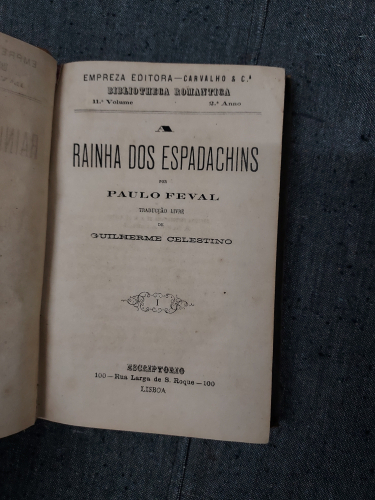 EMPREZA EDITORA—CARVALHO & C.ª
BIBLIOTHECA ROMANTICA
11.º Volume 2.º Anno
A
RAINHA DOS ESPADACHINS
POR
PAULO FEVAL
TRADUCÇÃO LIVRE
DE
GUILHERME CELESTINO
I
ESCRIPTORIO
100—Rua Larga de S. Roque—100
LISBOA